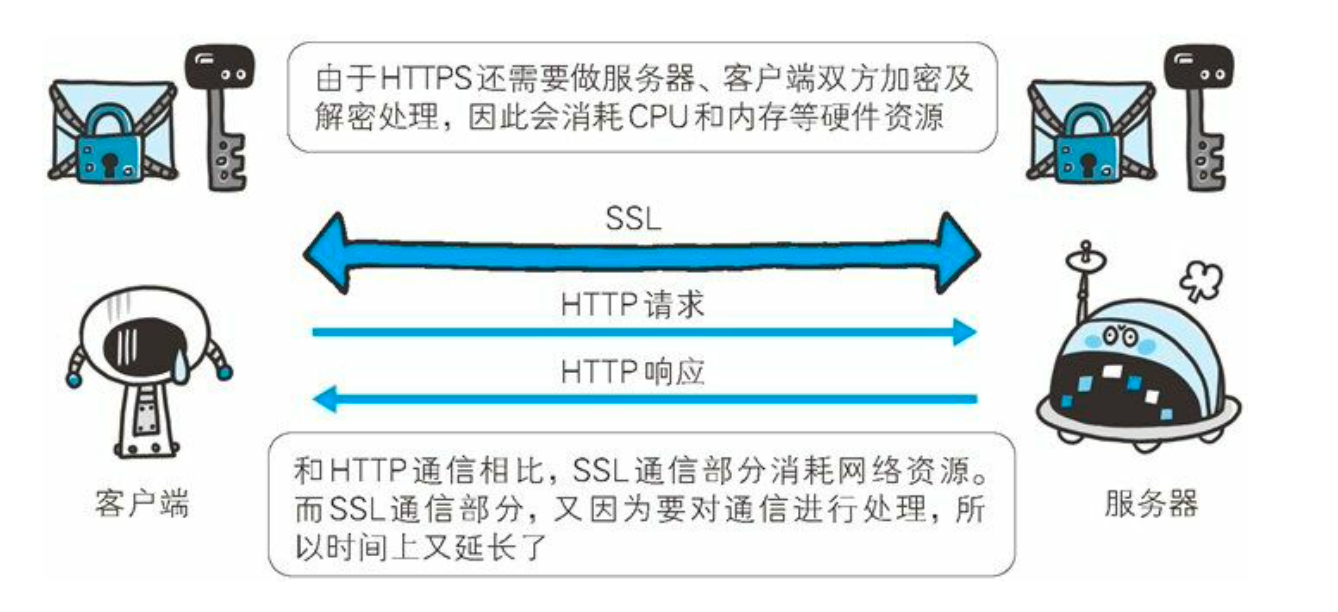 由于HTTPS还需要做服务器、客户端双方加密及
解密处理，因此会消耗CPU和内存等硬件资源
SSL
HTTP请求
HTTP响应
和HTTP通信相比，SSL通信部分消耗网络资源。
而SSL通信部分，又因为要对通信进行处理，所
以时间上又延长了
客户端
服务器